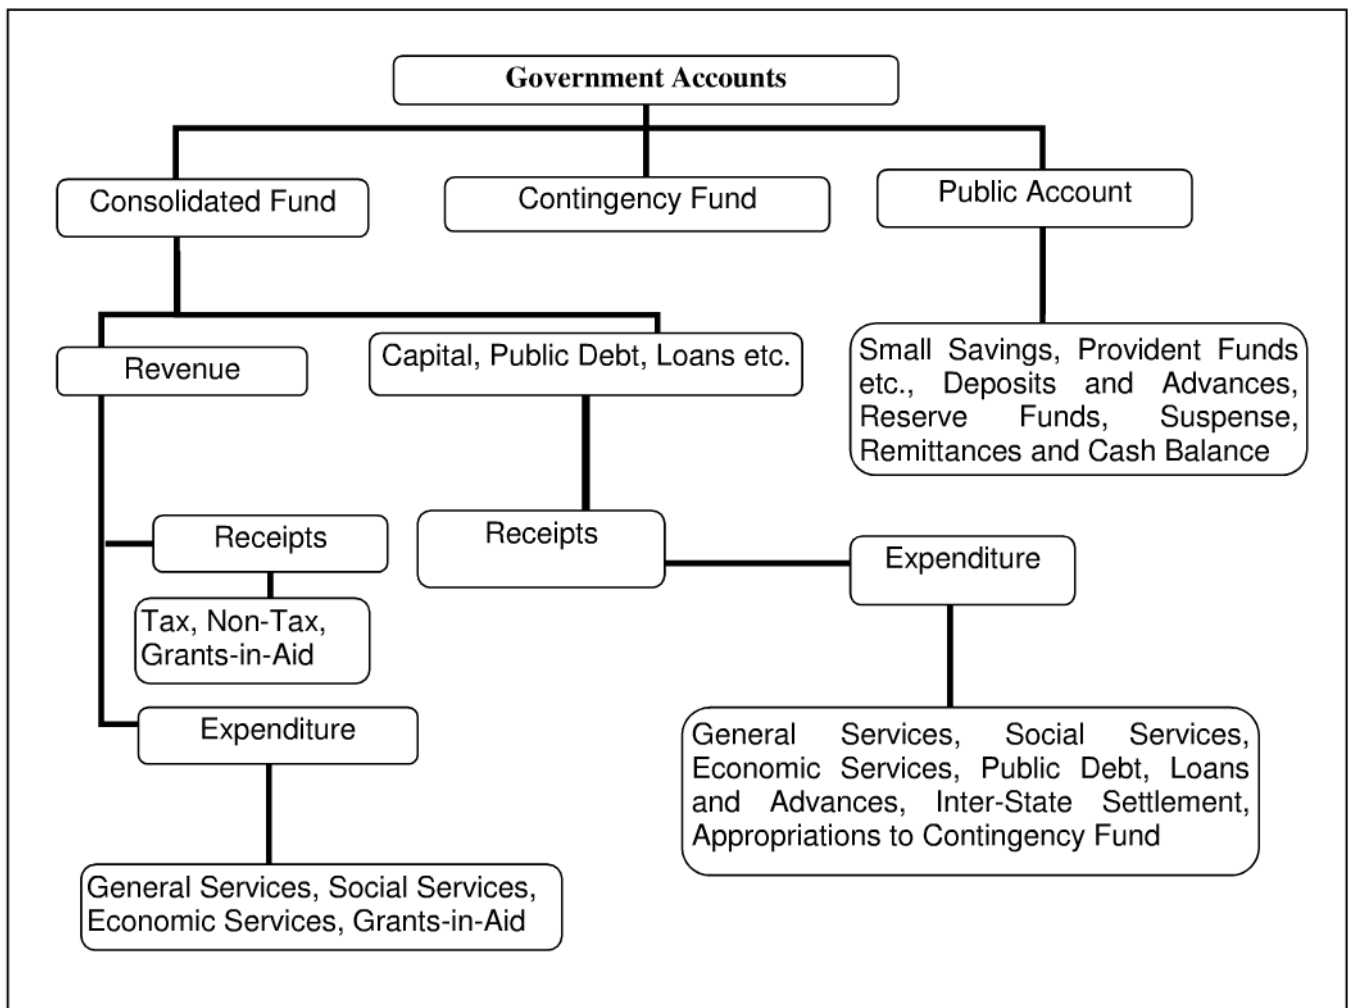 Government Accounts
Consolidated Fund
Contingency Fund
Public Account
Revenue
Capital, Public Debt, Loans etc.
Small Savings, Provident Funds
etc., Deposits and Advances,
Reserve Funds, Suspense,
Remittances and Cash Balance
Receipts
Tax, Non-Tax,
Grants-in-Aid
Receipts
Expenditure
Expenditure
General Services, Social Services,
Economic Services, Public Debt, Loans
and Advances, Inter-State Settlement,
Appropriations to Contingency Fund
General Services, Social Services,
Economic Services, Grants-in-Aid